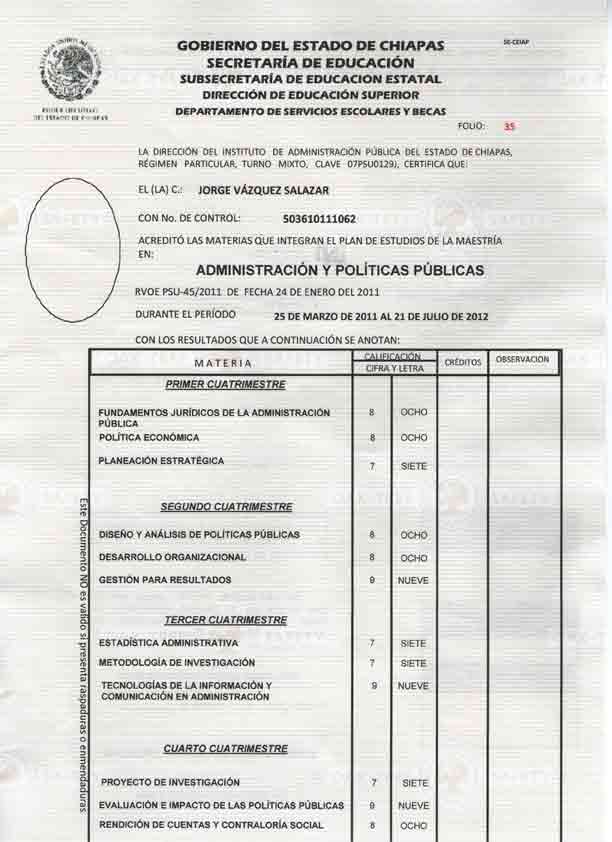 GOBIERNO DEL ESTADO DE CHIAPAS
SE-CEIAP
SECRETARÍA DE EDUCACIÓN
SUBSECRETARÍA DE EDUCACION ESTATAL
DIRECCIÓN DE EDUCACIÓN SUPERIOR
DEPARTAMENTO DE SERVICIOS ESCOLARES Y BECAS
PODER EJECUTIVO
DEL ESTADO DE CHIAPAS
FOLIO: 35
LA DIRECCIÓN DEL INSTITUTO DE ADMINISTRACIÓN PÚBLICA DEL ESTADO DE CHIAPAS,
RÉGIMEN PARTICULAR, TURNO MIXTO, CLAVE 07PSU0129), CERTIFICA QUE:
EL (LA) C.: JORGE VÁZQUEZ SALAZAR
CON No. DE CONTROL: 503610111062
ACREDITÓ LAS MATERIAS QUE INTEGRAN EL PLAN DE ESTUDIOS DE LA MAESTRÍA
EN:
ADMINISTRACIÓN Y POLÍTICAS PÚBLICAS
RVOE PSU-45/2011 DE FECHA 24 DE ENERO DEL 2011
DURANTE EL PERÍODO 25 DE MARZO DE 2011 AL 21 DE JULIO DE 2012
CON LOS RESULTADOS QUE A CONTINUACIÓN SE ANOTAN:
MATERIA CALIFICACIÓN CRÉDITOS OBSERVACION
CIFRA Y LETRA
PRIMER CUATRIMESTRE
FUNDAMENTOS JURÍDICOS DE LA ADMINISTRACIÓN 8 OCHO
PÚBLICA
POLÍTICA ECONÓMICA 8 OCHO
PLANEACIÓN ESTRATÉGICA 7 SIETE
SEGUNDO CUATRIMESTRE
DISEÑO Y ANÁLISIS DE POLÍTICAS PÚBLICAS 8 OCHO
DESARROLLO ORGANIZACIONAL 8 OCHO
GESTIÓN PARA RESULTADOS 9 NUEVE
TERCER CUATRIMESTRE
ESTADÍSTICA ADMINISTRATIVA 7 SIETE
METODOLOGÍA DE INVESTIGACIÓN 7 SIETE
TECNOLOGÍAS DE LA INFORMACIÓN Y 9 NUEVE
COMUNICACIÓN EN ADMINISTRACIÓN
CUARTO CUATRIMESTRE
PROYECTO DE INVESTIGACIÓN 7 SIETE
EVALUACIÓN E IMPACTO DE LAS POLÍTICAS PÚBLICAS 9 NUEVE
RENDICIÓN DE CUENTAS Y CONTRALORÍA SOCIAL 8 OCHO
Este Documento NO es valido si presenta raspaduras o enmendaduras